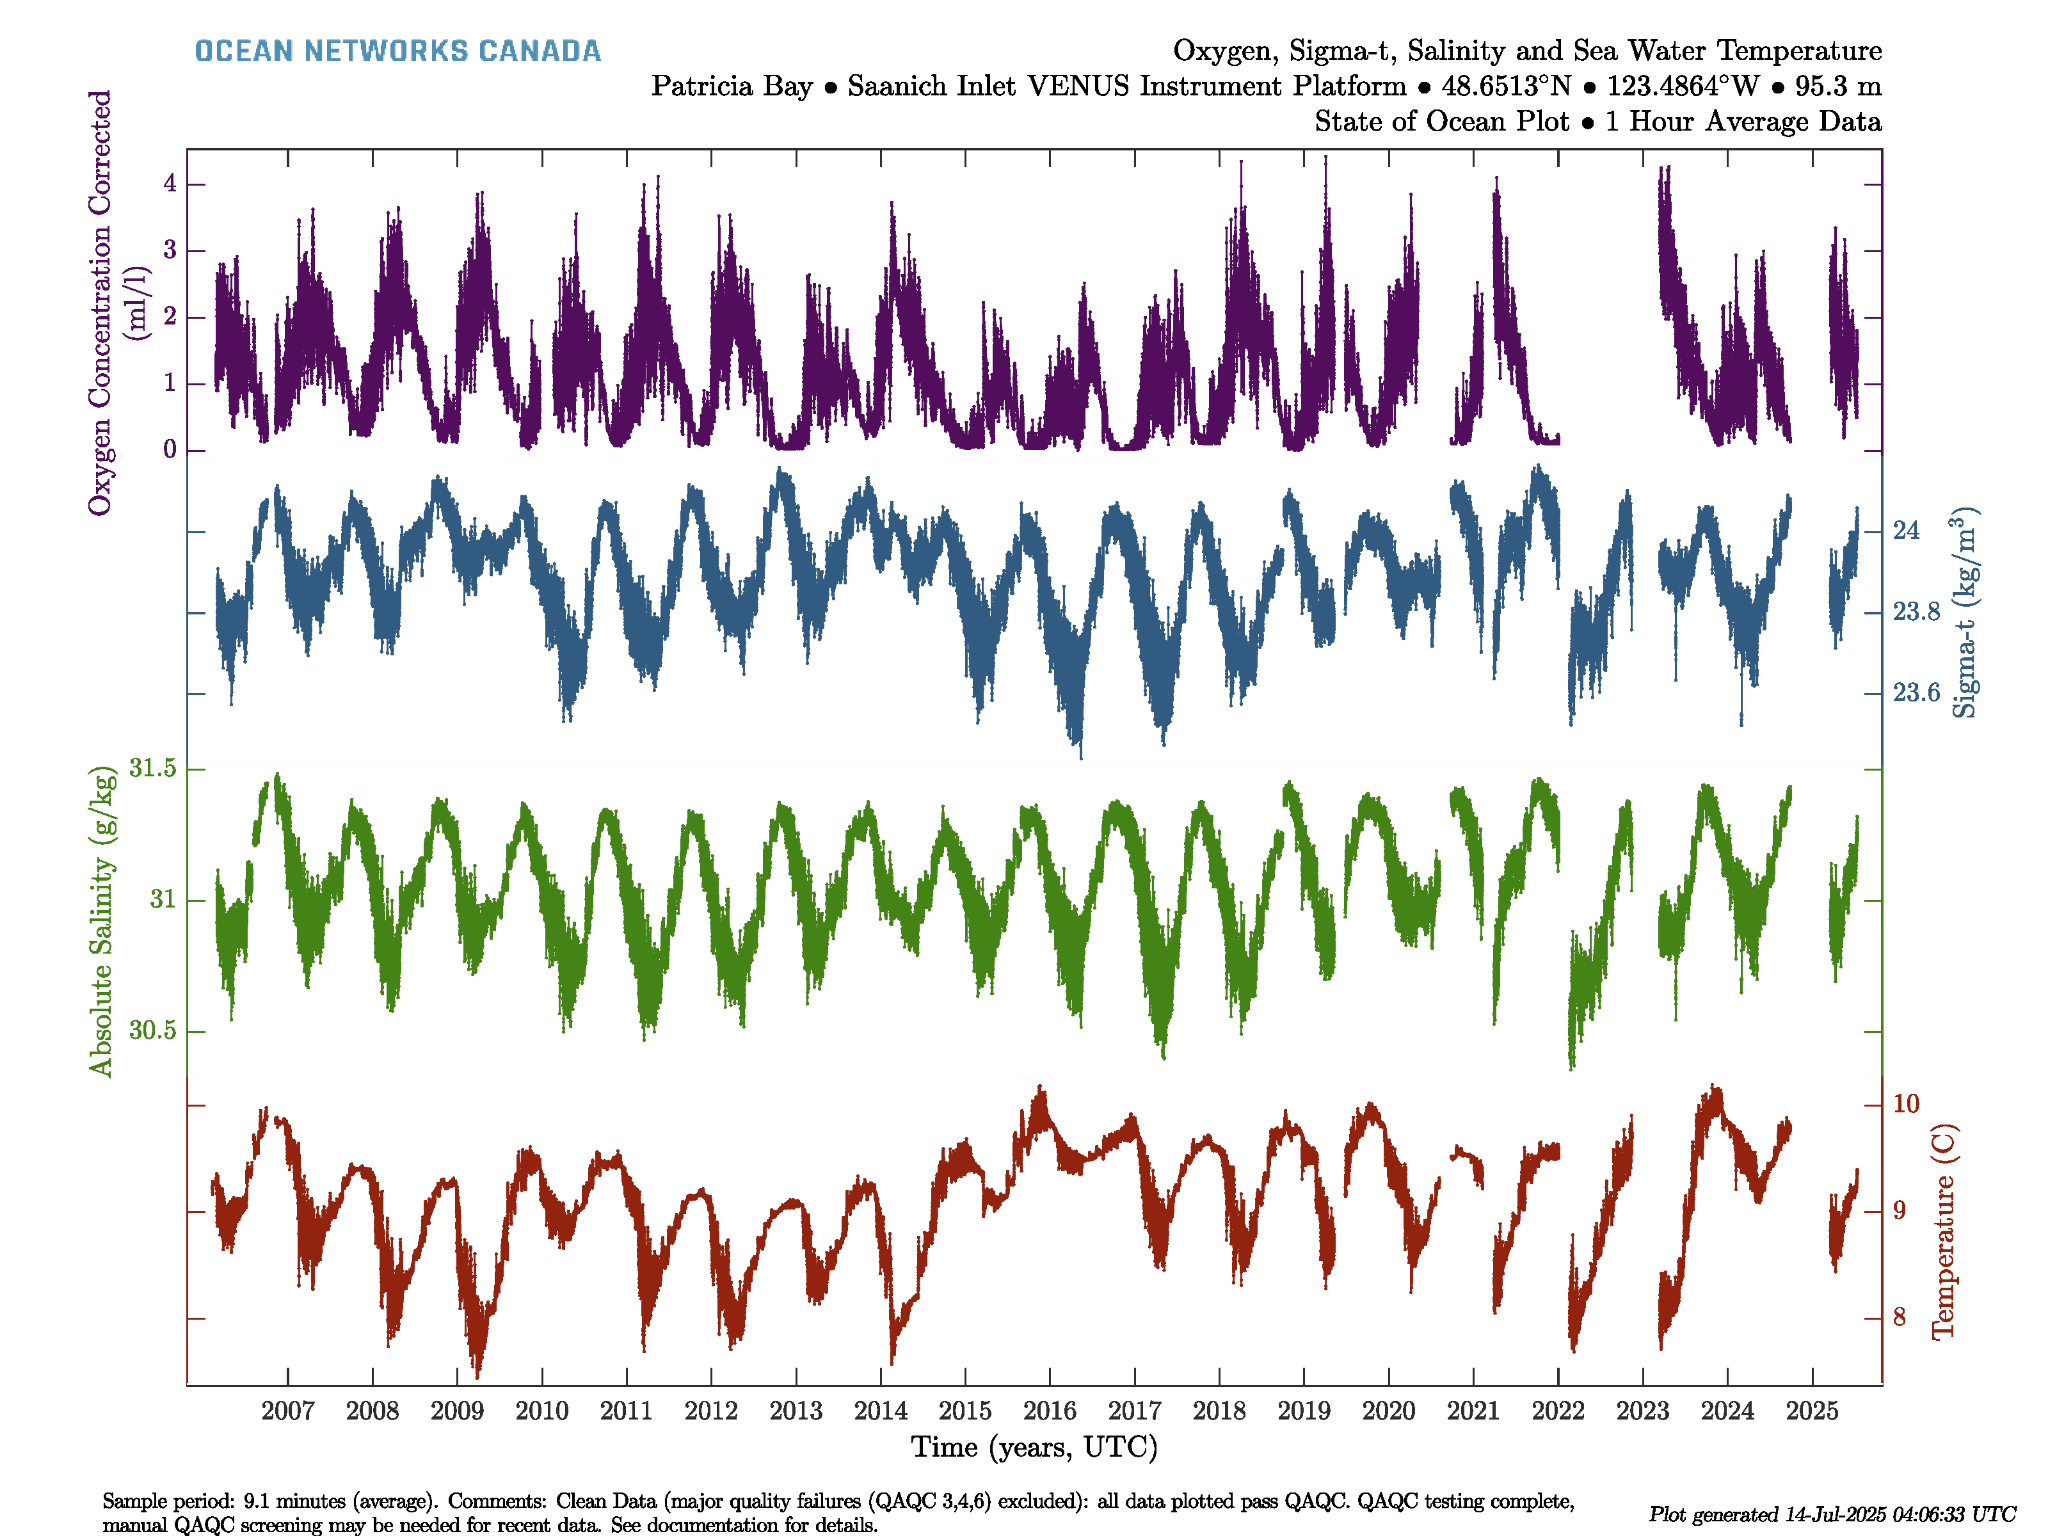 OCEAN NETWORKS CANADA
Oxygen, Sigma-t, Salinity and Sea Water Temperature
Patricia Bay ● Saanich Inlet VENUS Instrument Platform ● 48.6513°N ● 123.4864°W ● 95.3 m
State of Ocean Plot ● 1 Hour Average Data
Oxygen Concentration Corrected
(ml/l)
4
3
2
1
0
Sigma-t (kg/m³)
24
23.8
23.6
Absolute Salinity (g/kg)
31.5
31
30.5
Temperature (C)
10
9
8
2007 2008 2009 2010 2011 2012 2013 2014 2015 2016 2017 2018 2019 2020 2021 2022 2023 2024 2025
Time (years, UTC)
Sample period: 9.1 minutes (average). Comments: Clean Data (major quality failures (QAQC 3,4,6) excluded): all data plotted pass QAQC. QAQC testing complete,
manual QAQC screening may be needed for recent data. See documentation for details.
Plot generated 14-Jul-2025 04:06:33 UTC